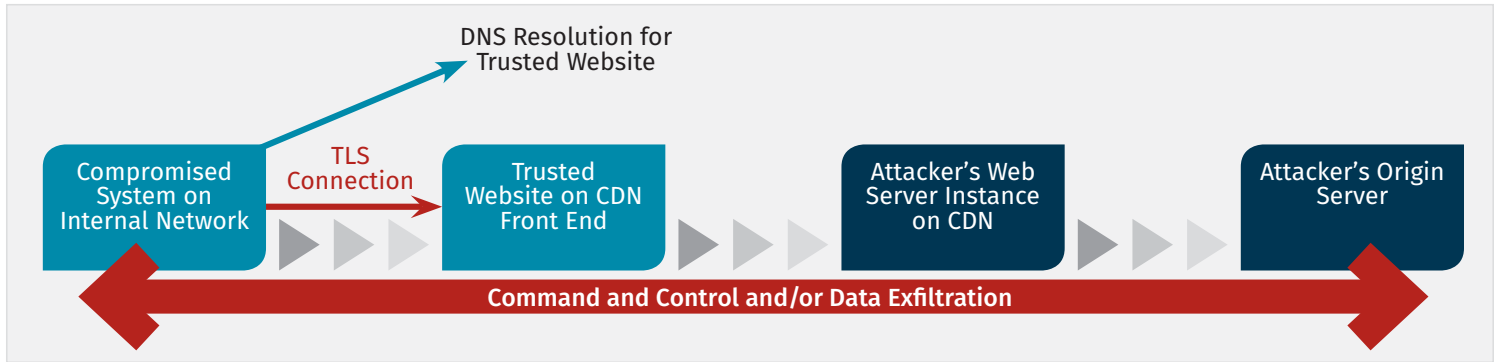 DNS Resolution for
Trusted Website
Compromised
System on
Internal Network
TLS
Connection
Trusted
Website on CDN
Front End
Attacker's Web
Server Instance
on CDN
Attacker's Origin
Server
Command and Control and/or Data Exfiltration